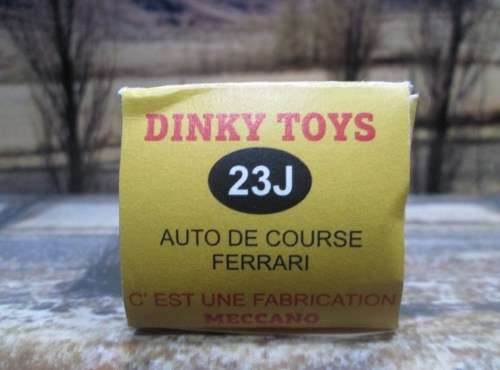 DINKY TOYS
23J
AUTO DE COURSE
FERRARI
C' EST UNE FABRICATION
MECCANO